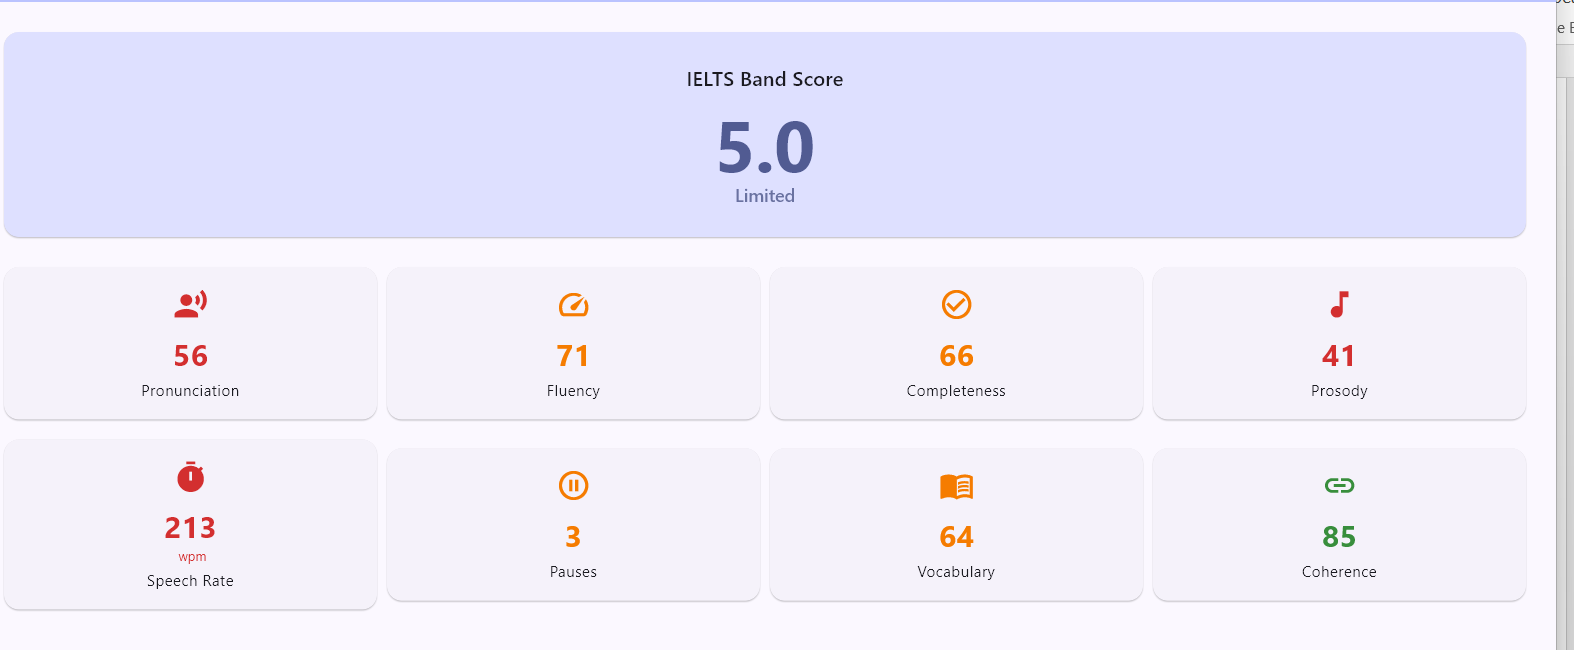 IELTS Band Score
5.0
Limited
56
Pronunciation
71
Fluency
66
Completeness
41
Prosody
213
wpm
Speech Rate
3
Pauses
64
Vocabulary
85
Coherence